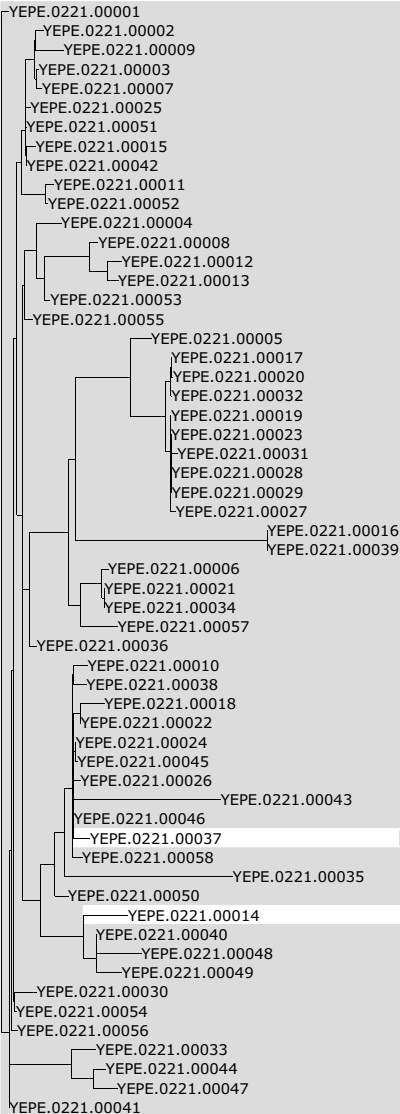 YEPE.0221.00001
YEPE.0221.00002
YEPE.0221.00009
YEPE.0221.00003
YEPE.0221.00007
YEPE.0221.00025
YEPE.0221.00051
YEPE.0221.00015
YEPE.0221.00042
YEPE.0221.00011
YEPE.0221.00052
YEPE.0221.00004
YEPE.0221.00008
YEPE.0221.00012
YEPE.0221.00013
YEPE.0221.00053
YEPE.0221.00055
YEPE.0221.00005
YEPE.0221.00017
YEPE.0221.00020
YEPE.0221.00032
YEPE.0221.00019
YEPE.0221.00023
YEPE.0221.00031
YEPE.0221.00028
YEPE.0221.00029
YEPE.0221.00027
YEPE.0221.00016
YEPE.0221.00039
YEPE.0221.00006
YEPE.0221.00021
YEPE.0221.00034
YEPE.0221.00057
YEPE.0221.00036
YEPE.0221.00010
YEPE.0221.00038
YEPE.0221.00018
YEPE.0221.00022
YEPE.0221.00024
YEPE.0221.00045
YEPE.0221.00026
YEPE.0221.00043
YEPE.0221.00046
YEPE.0221.00037
YEPE.0221.00058
YEPE.0221.00035
YEPE.0221.00050
YEPE.0221.00014
YEPE.0221.00040
YEPE.0221.00048
YEPE.0221.00049
YEPE.0221.00030
YEPE.0221.00054
YEPE.0221.00056
YEPE.0221.00033
YEPE.0221.00044
YEPE.0221.00047
YEPE.0221.00041